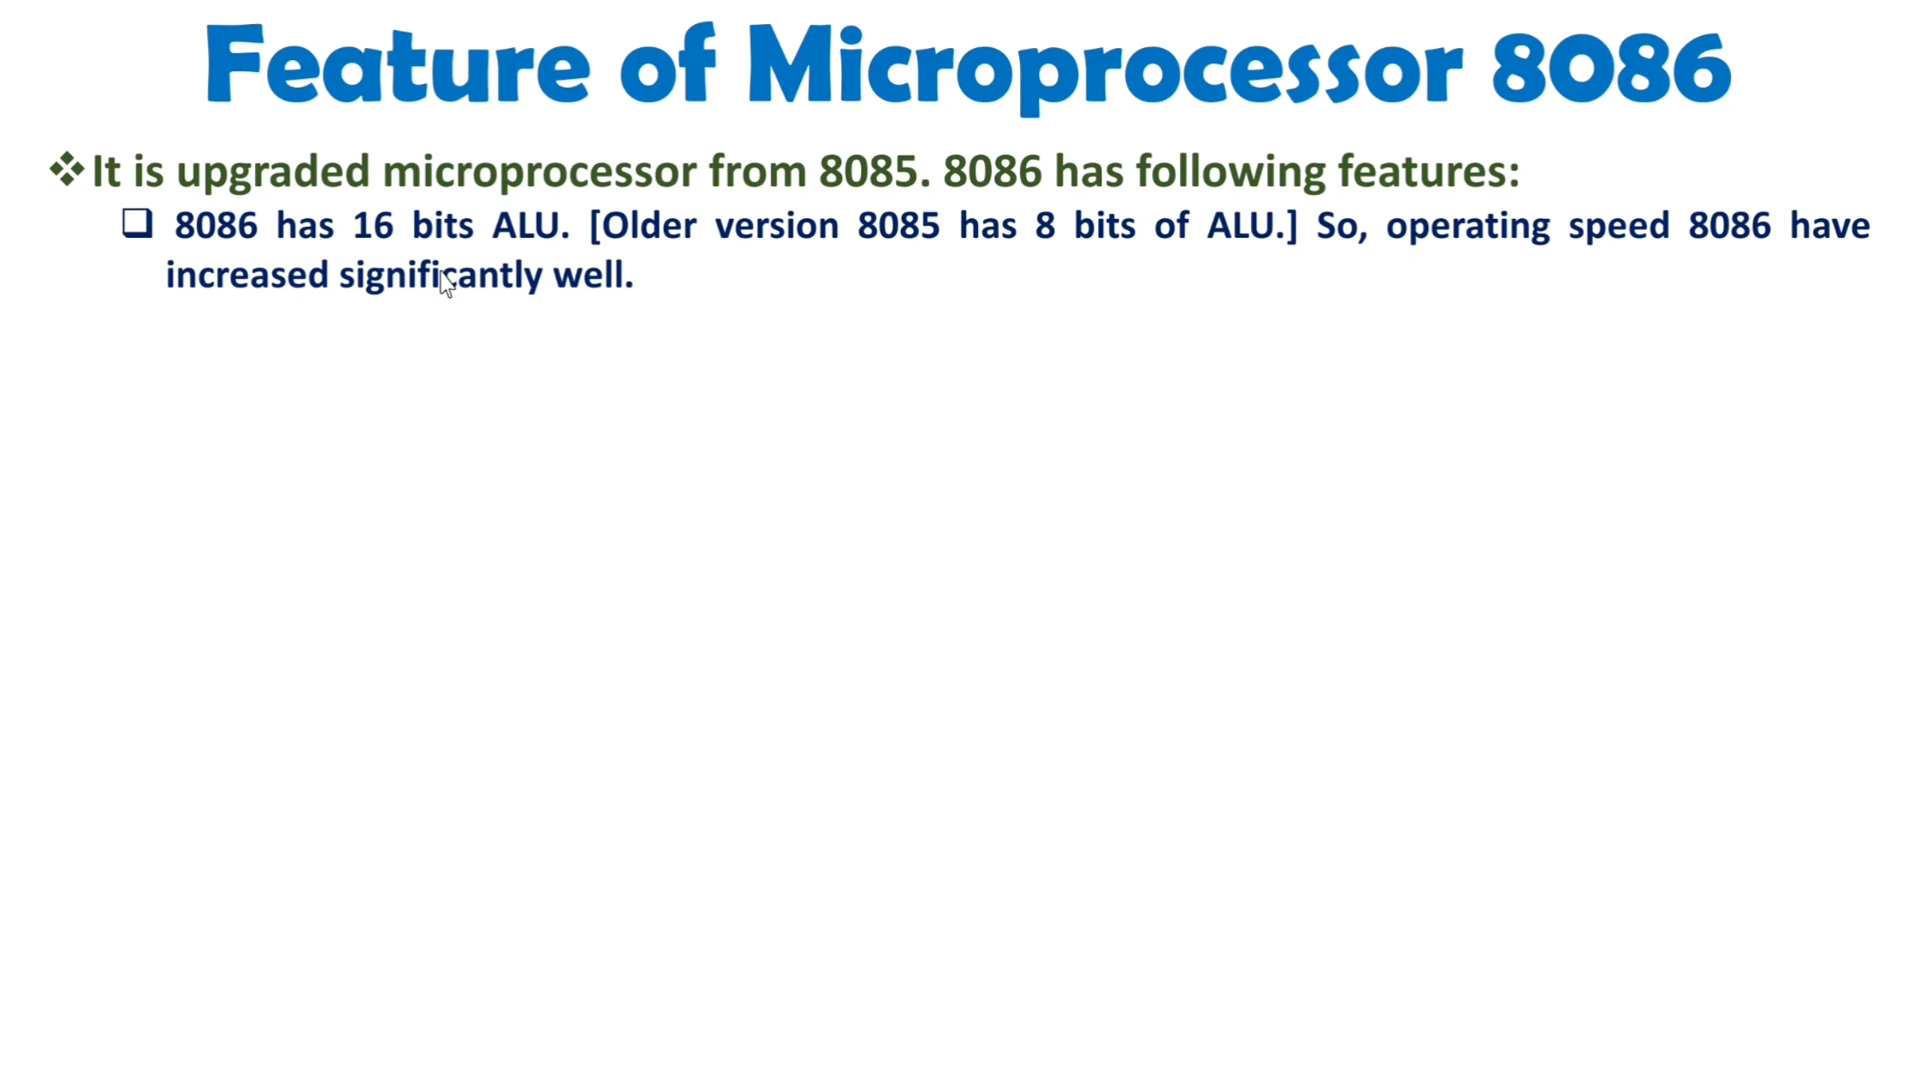 Feature of Microprocessor 8086
It is upgraded microprocessor from 8085. 8086 has following features:
8086 has 16 bits ALU. [Older version 8085 has 8 bits of ALU.] So, operating speed 8086 have
increased significantly well.